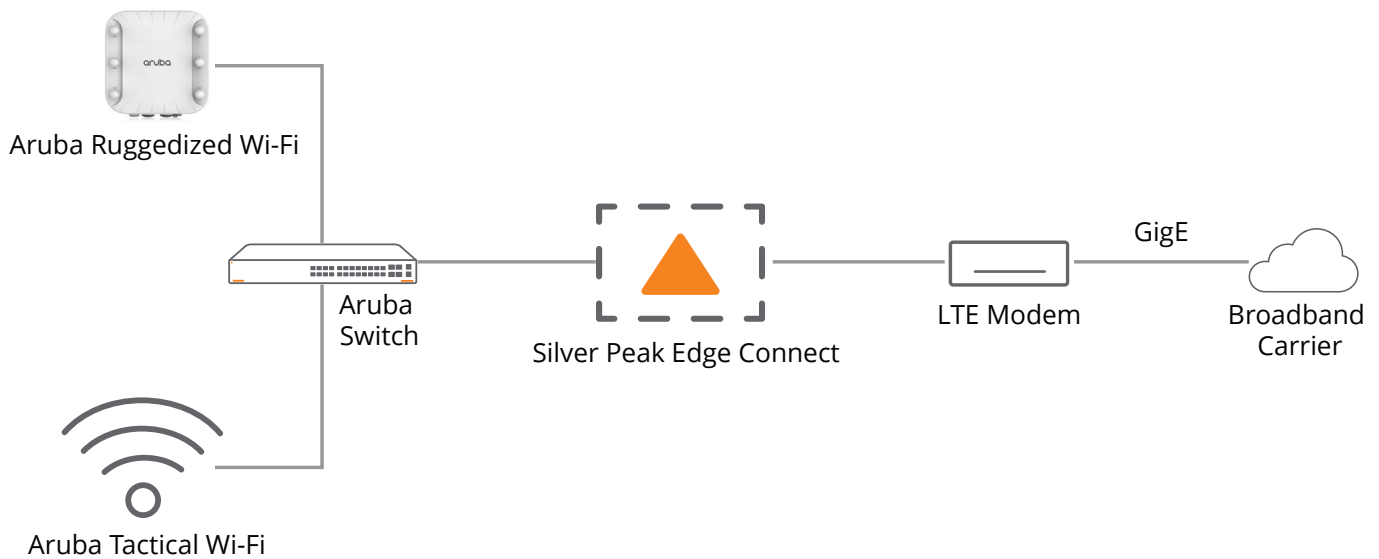 aruba
Aruba Ruggedized Wi-Fi
GigE
Aruba
Switch
LTE Modem
Broadband
Carrier
Silver Peak Edge Connect
Aruba Tactical Wi-Fi